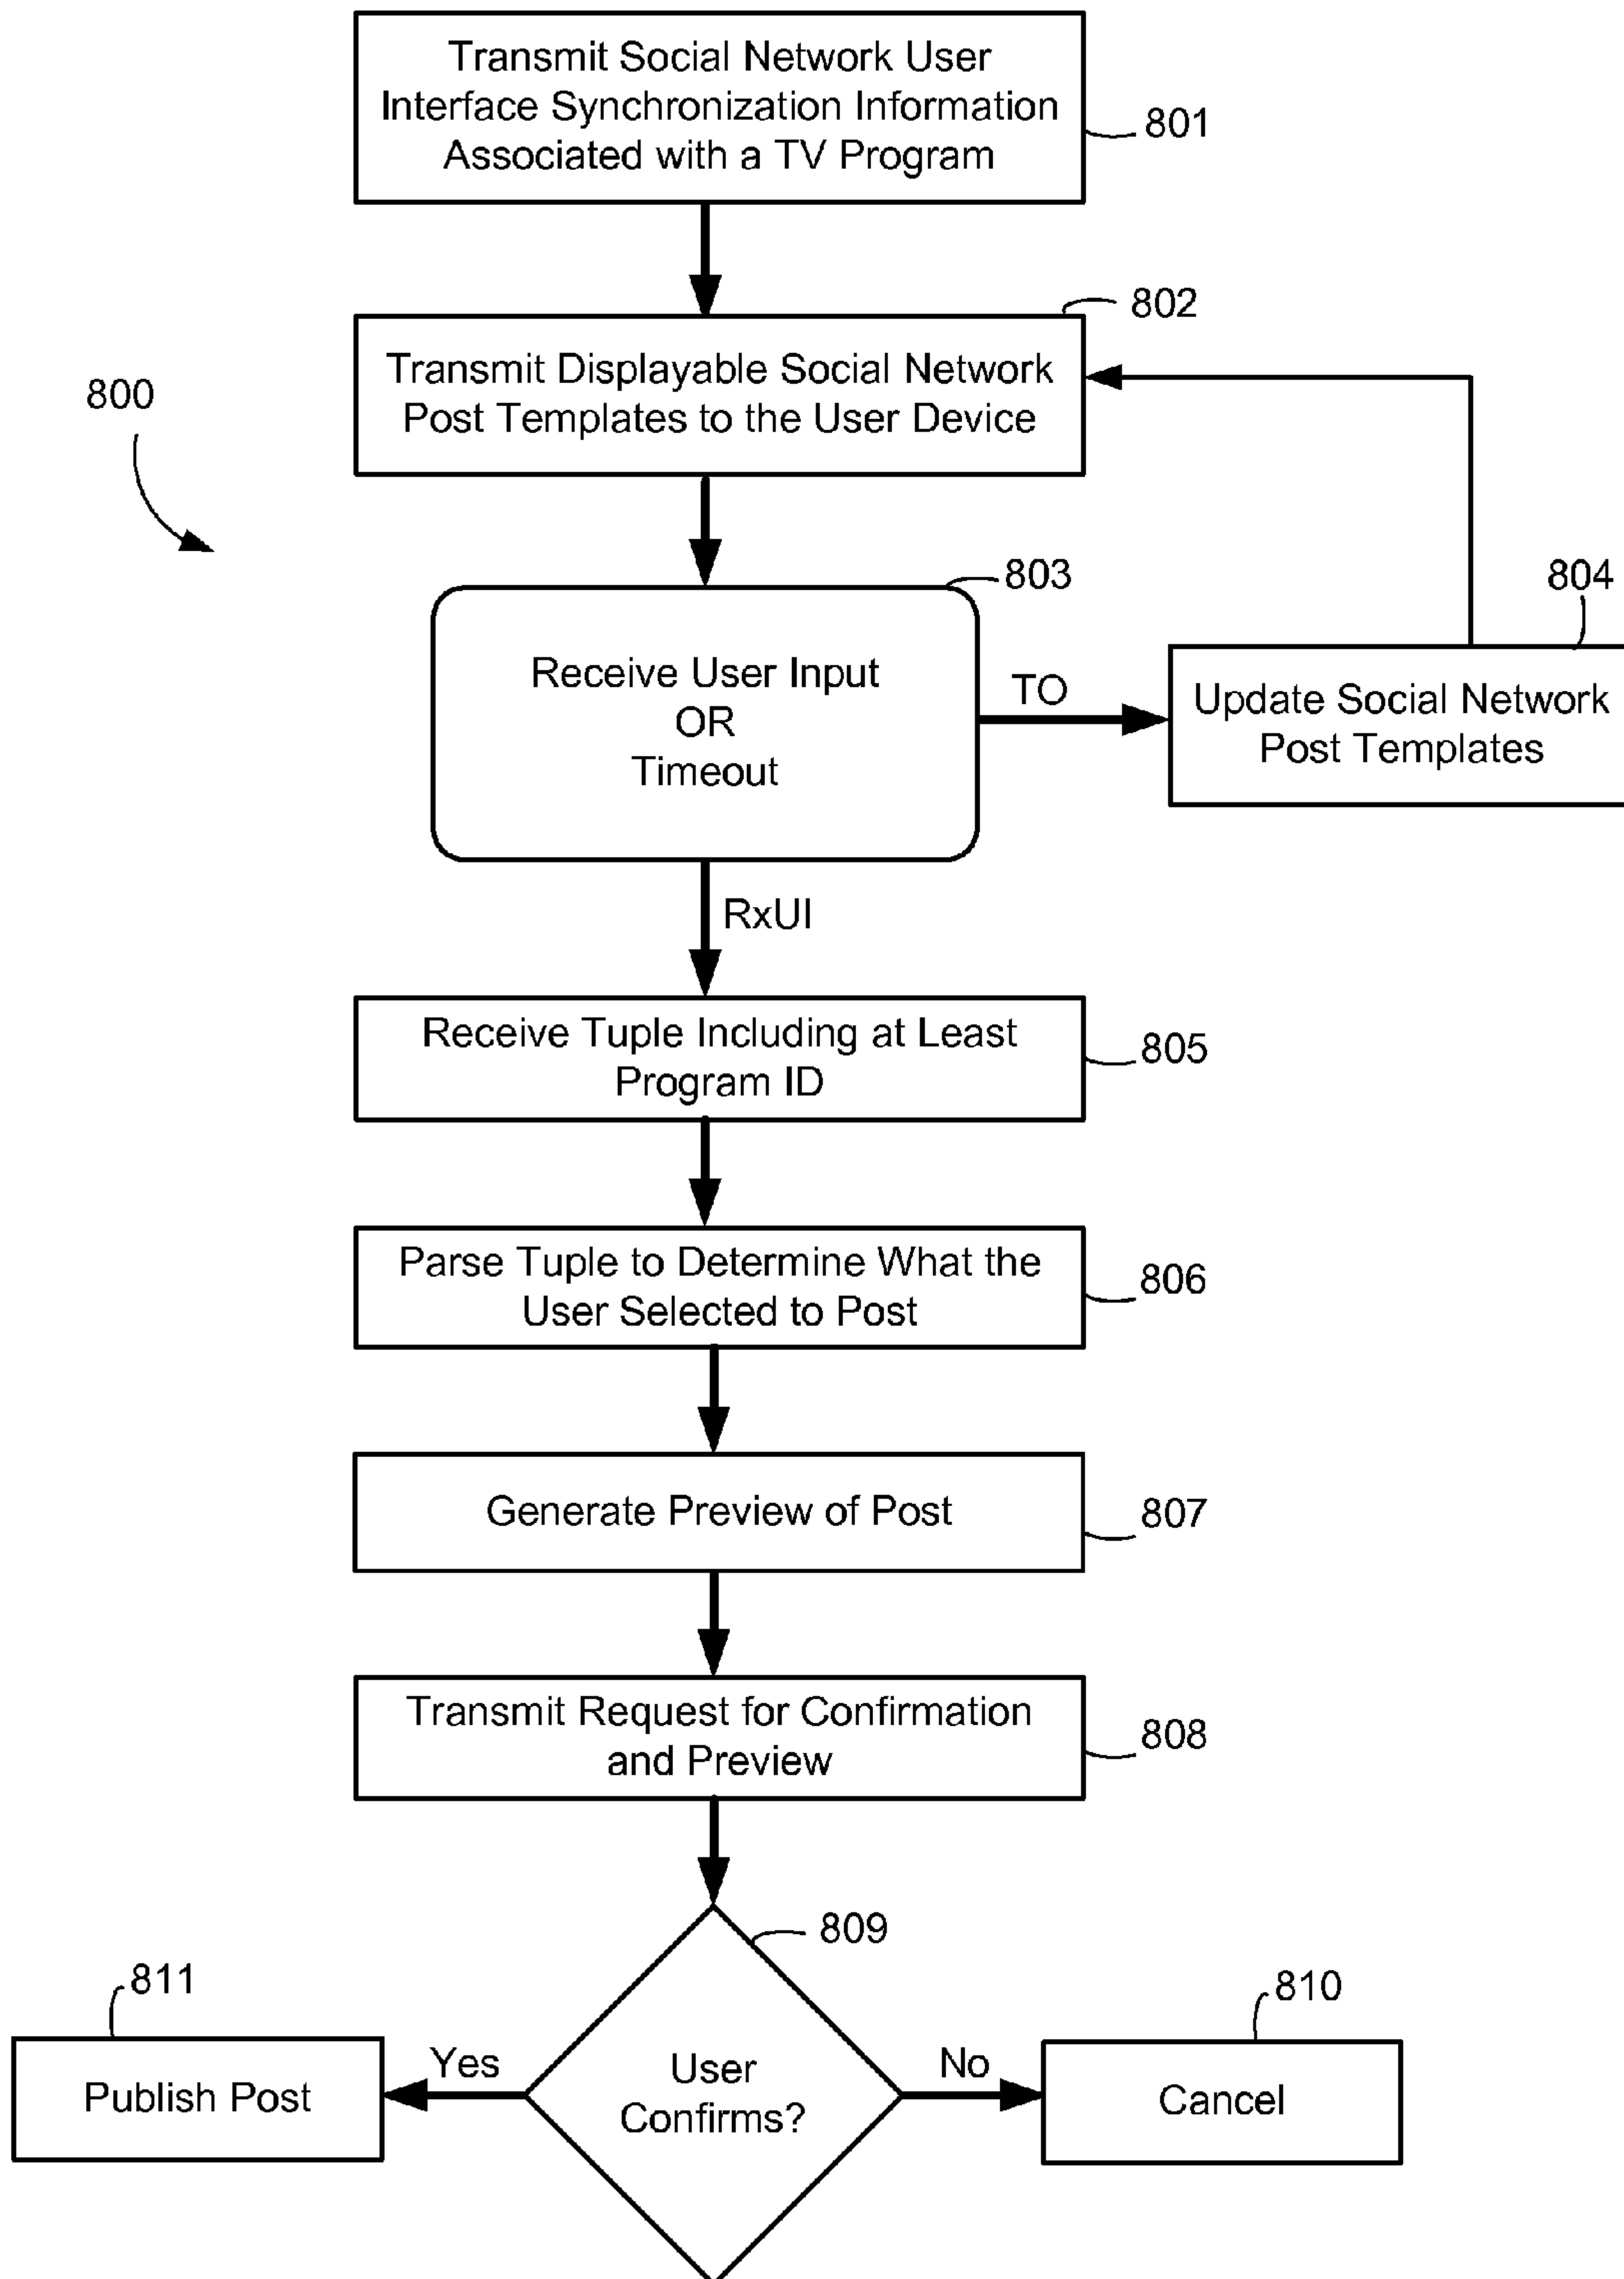 Transmit Social Network User
Interface Synchronization Information
Associated with a TV Program
801
802
Transmit Displayable Social Network
Post Templates to the User Device
800
803
804
Receive User Input
OR
Timeout
TO
Update Social Network
Post Templates
RxUI
Receive Tuple Including at Least
Program ID
805
Parse Tuple to Determine What the
User Selected to Post
806
Generate Preview of Post
807
Transmit Request for Confirmation
and Preview
808
809
811
810
Publish Post
Yes
User
Confirms?
No
Cancel